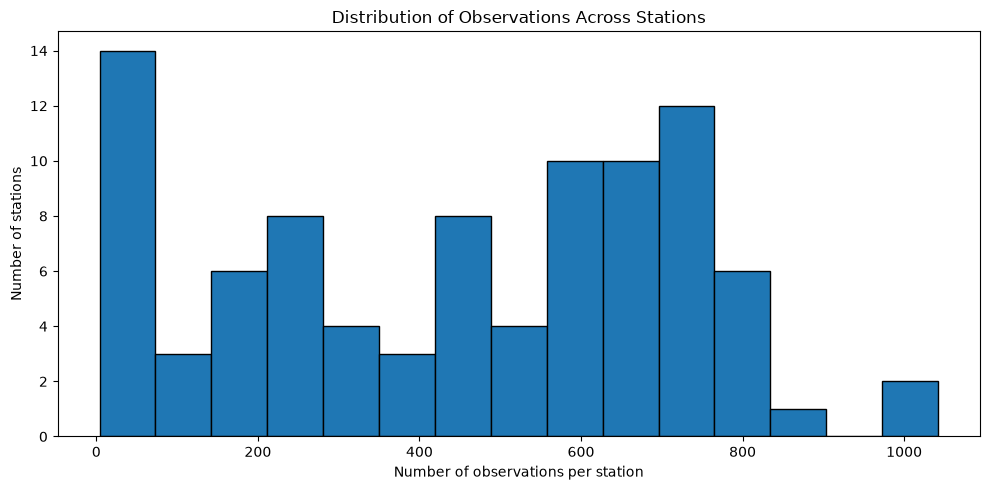 Distribution of Observations Across Stations
14
12
10
8
6
4
2
0
Number of stations
0 200 400 600 800 1000
Number of observations per station